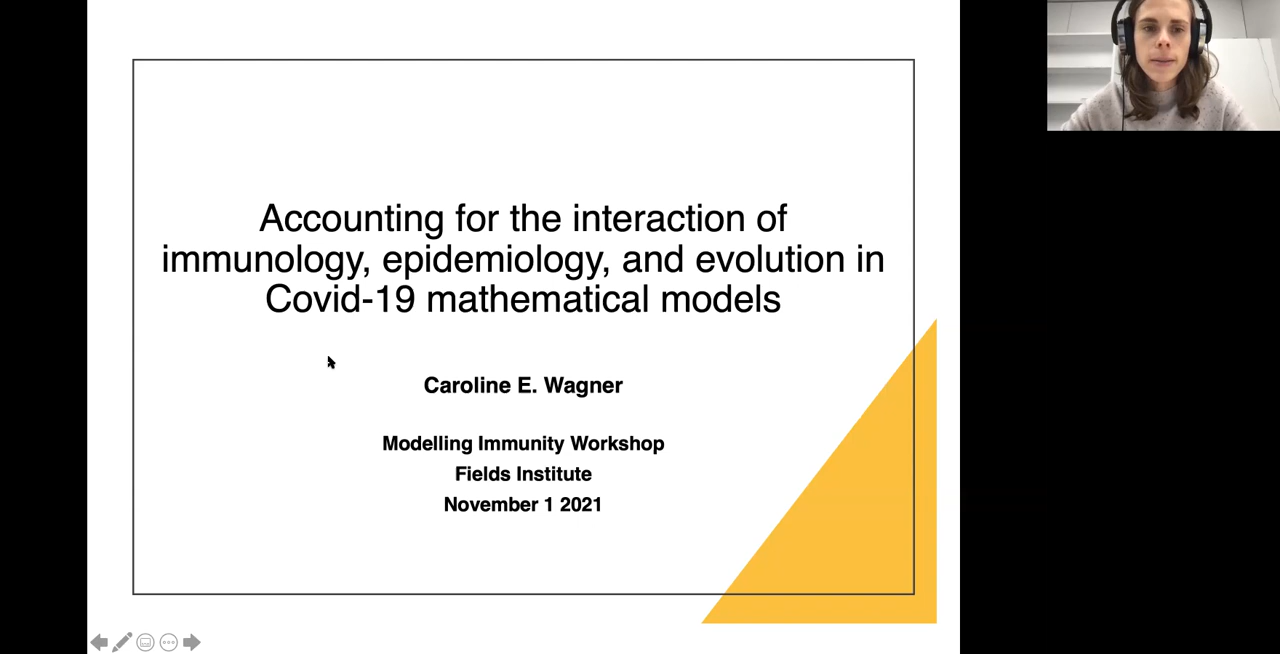 Accounting for the interaction of
immunology, epidemiology, and evolution in
Covid-19 mathematical models
Caroline E. Wagner
Modelling Immunity Workshop
Fields Institute
November 1 2021